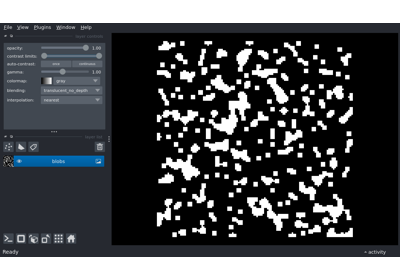 File View Plugins Window Help
opacity: 1.00
contrast limits:
auto-contrast: once continuous
gamma: 1.00
colormap: gray
blending: translucent_no_depth
interpolation: nearest
blobs
Ready
activity